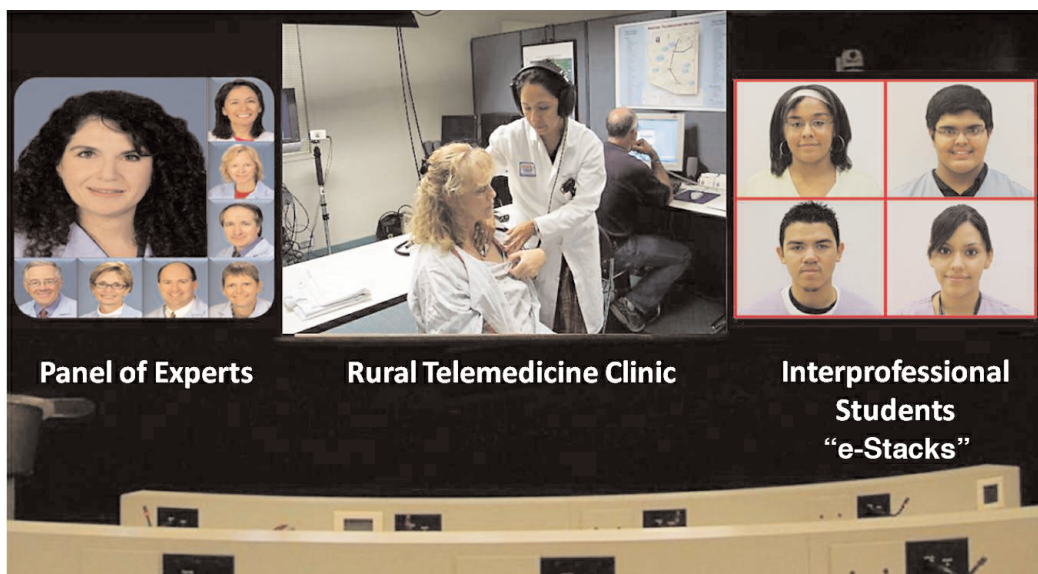 Panel of Experts
Rural Telemedicine Clinic
Interprofessional
Students
“e-Stacks”